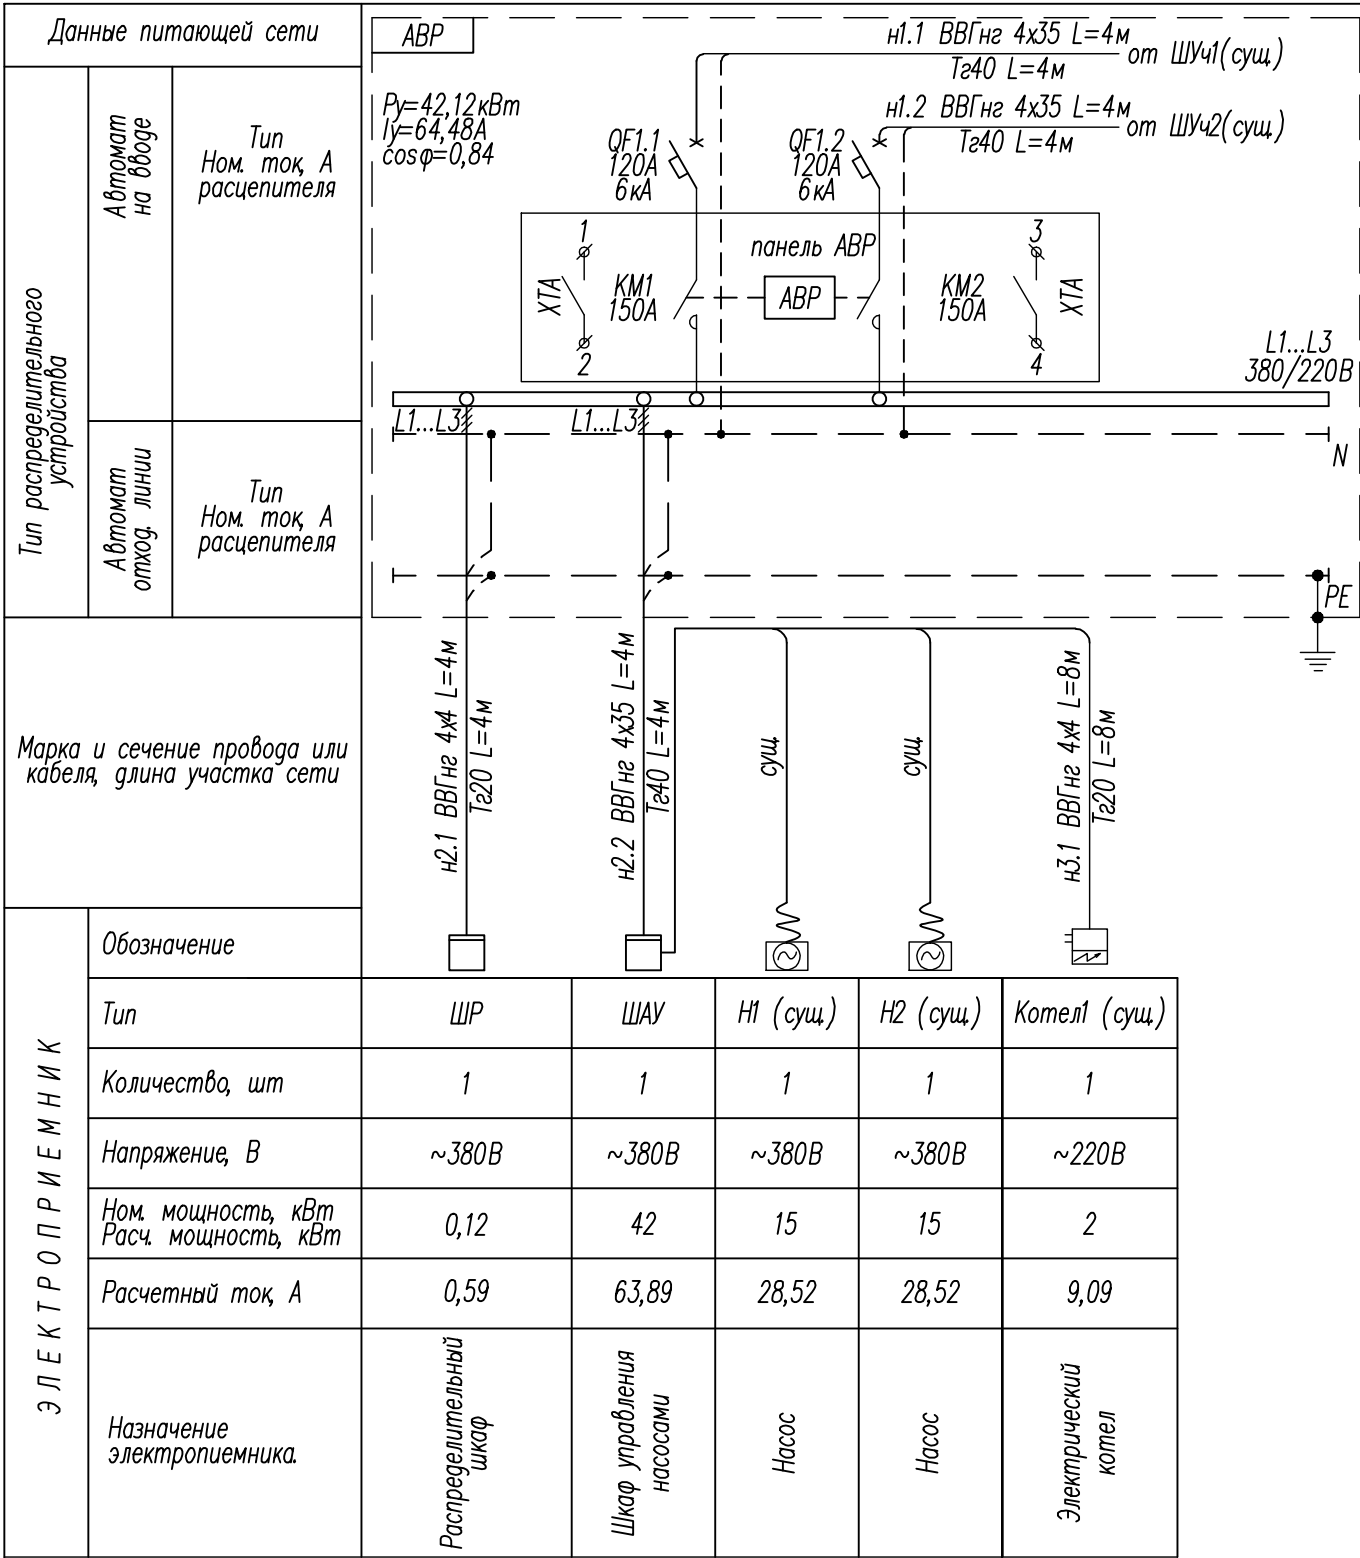 Данные питающей сети
АВР
н1.1 ВВГнг 4х35 L=4м
Тг40 L=4м
от ШУч1(сущ.)
н1.2 ВВГнг 4х35 L=4м
Тг40 L=4м
от ШУч2(сущ.)
Ру=42,12кВт
Iу=64,48А
cosφ=0,84
Тип распределительного
устройства
Автомат
на вводе
Тип
Ном. ток, А
расцепителя
QF1.1
120А
6кА
QF1.2
120А
6кА
панель АВР
1
ХТА
2
КМ1
150А
АВР
КМ2
150А
3
ХТА
4
L1...L3
380/220В
L1...L3
L1...L3
N
Автомат
отход. линии
Тип
Ном. ток, А
расцепителя
PE
Марка и сечение провода или
кабеля, длина участка сети
н2.1 ВВГнг 4х4 L=4м
Тг20 L=4м
н2.2 ВВГнг 4х35 L=4м
Тг40 L=4м
сущ.
сущ.
н3.1 ВВГнг 4х4 L=8м
Тг20 L=8м
ЭЛЕКТРОПРИЕМНИК
Обозначение
Тип
ШР
ШАУ
Н1 (сущ.)
Н2 (сущ.)
Котел1 (сущ.)
Количество, шт
1
1
1
1
1
Напряжение, В
~380В
~380В
~380В
~380В
~220В
Ном. мощность, кВт
Расч. мощность, кВт
0,12
42
15
15
2
Расчетный ток, А
0,59
63,89
28,52
28,52
9,09
Назначение
электропиемника.
Распределительный
шкаф
Шкаф управления
насосами
Насос
Насос
Электрический
котел